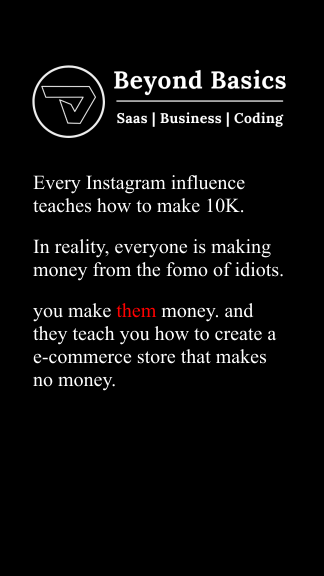 Beyond Basics
Saas | Business | Coding
Every Instagram influence
teaches how to make 10K.
In reality, everyone is making
money from the fomo of idiots.
you make them money. and
they teach you how to create a
e-commerce store that makes
no money.